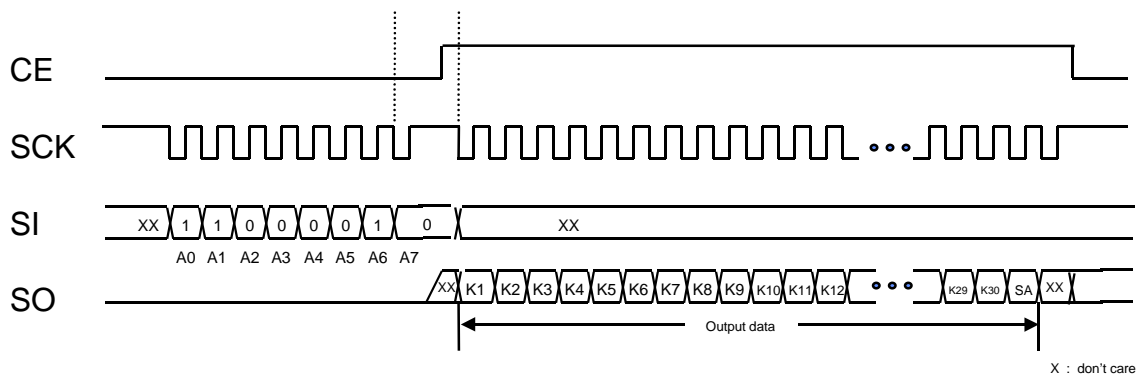 CE
SCK
SI XX 1 1 0 0 0 0 1 0 XX
A0 A1 A2 A3 A4 A5 A6 A7
SO XX K1 K2 K3 K4 K5 K6 K7 K8 K9 K10 K11 K12 K29 K30 SA XX
Output data
X : don't care